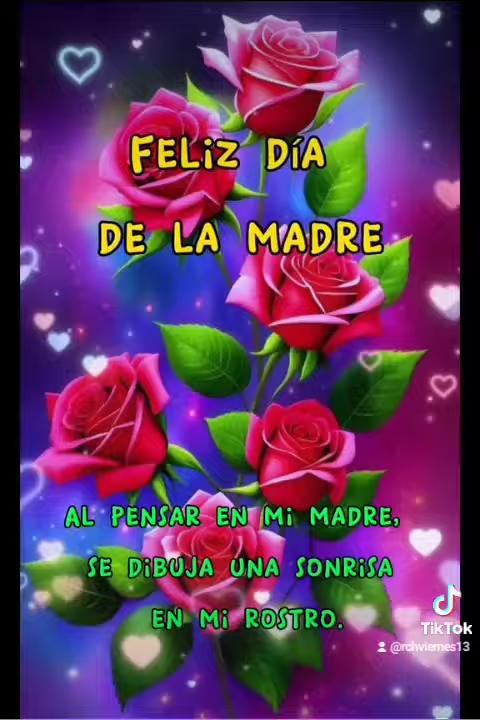 FELiZ DÍA
DE LA MADRE
AL PENSAR EN Mi MADRE,
SE DiBUJA UNA SONRiSA
EN Mi ROSTRO.
TikTok
@rchviernes13